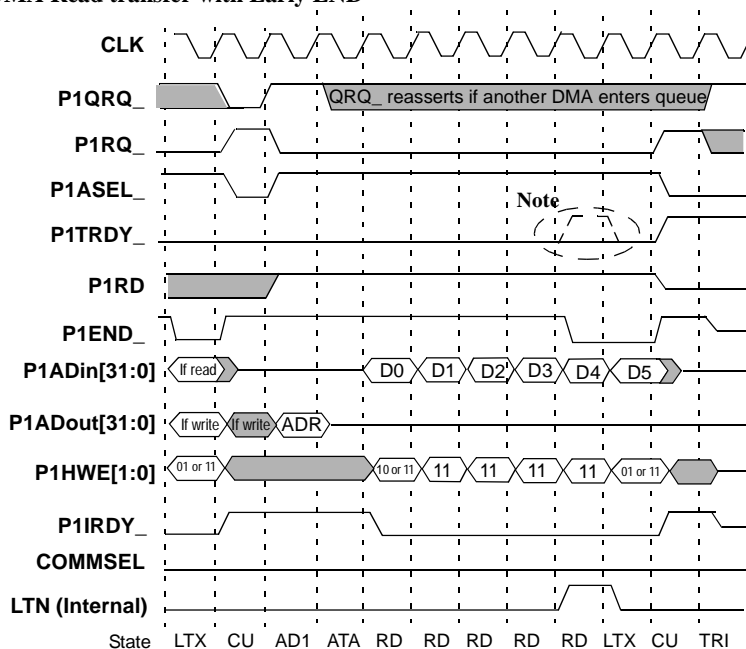 MA Read transfer with Early END
CLK
P1QRQ_
QRQ_ reasserts if another DMA enters queue
P1RQ_
P1ASEL_
Note
P1TRDY_
P1RD
P1END_
P1ADin[31:0] If read D0 D1 D2 D3 D4 D5
P1ADout[31:0] If write If write ADR
P1HWE[1:0] 01 or 11 10 or 11 11 11 11 11 01 or 11
P1IRDY_
COMMSEL
LTN (Internal)
State LTX CU AD1 ATA RD RD RD RD RD LTX CU TRI